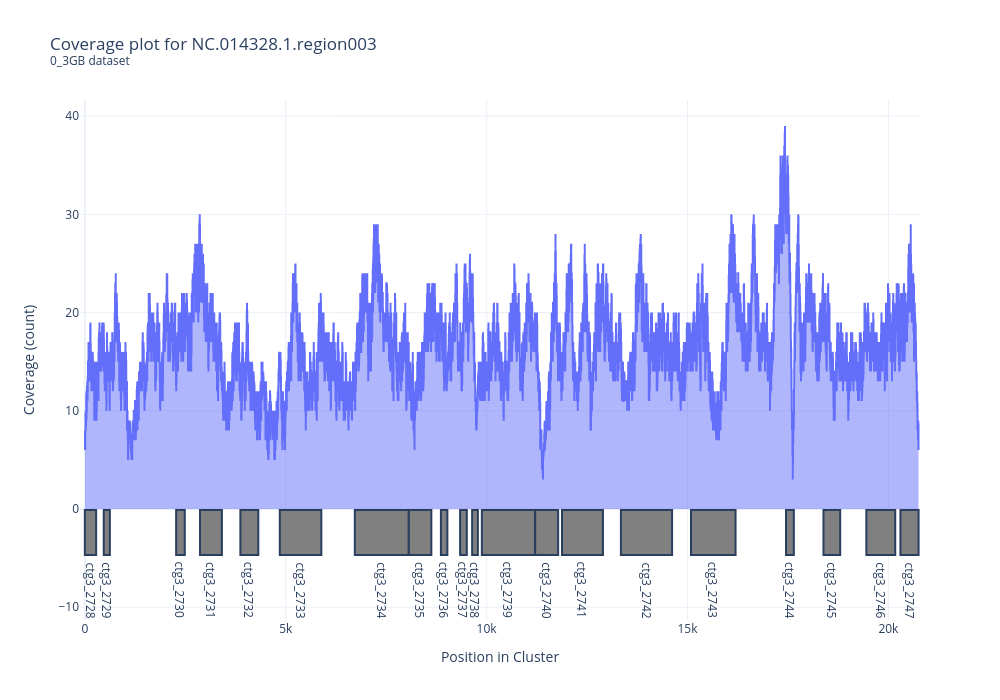 Coverage plot for NC.014328.1.region003
0_3GB dataset
Coverage (count)
40
30
20
10
0
−10
ctg3_2728
ctg3_2729
ctg3_2730
ctg3_2731
ctg3_2732
ctg3_2733
ctg3_2734
ctg3_2735
ctg3_2736
ctg3_2737
ctg3_2738
ctg3_2739
ctg3_2740
ctg3_2741
ctg3_2742
ctg3_2743
ctg3_2744
ctg3_2745
ctg3_2746
ctg3_2747
0
5k
10k
15k
20k
Position in Cluster